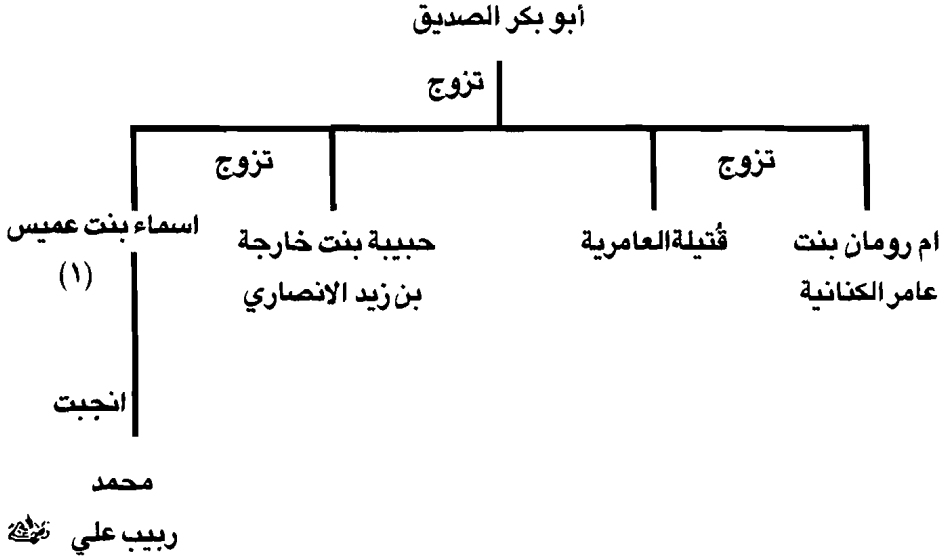 أبو بكر الصديق
تزوج
تزوج
تزوج
ام رومان بنت
عامر الكنانية
قُتيلة العامرية
حبيبة بنت خارجة
بن زيد الانصاري
اسماء بنت عميس
(١)
انجبت
محمد
ربيب علي